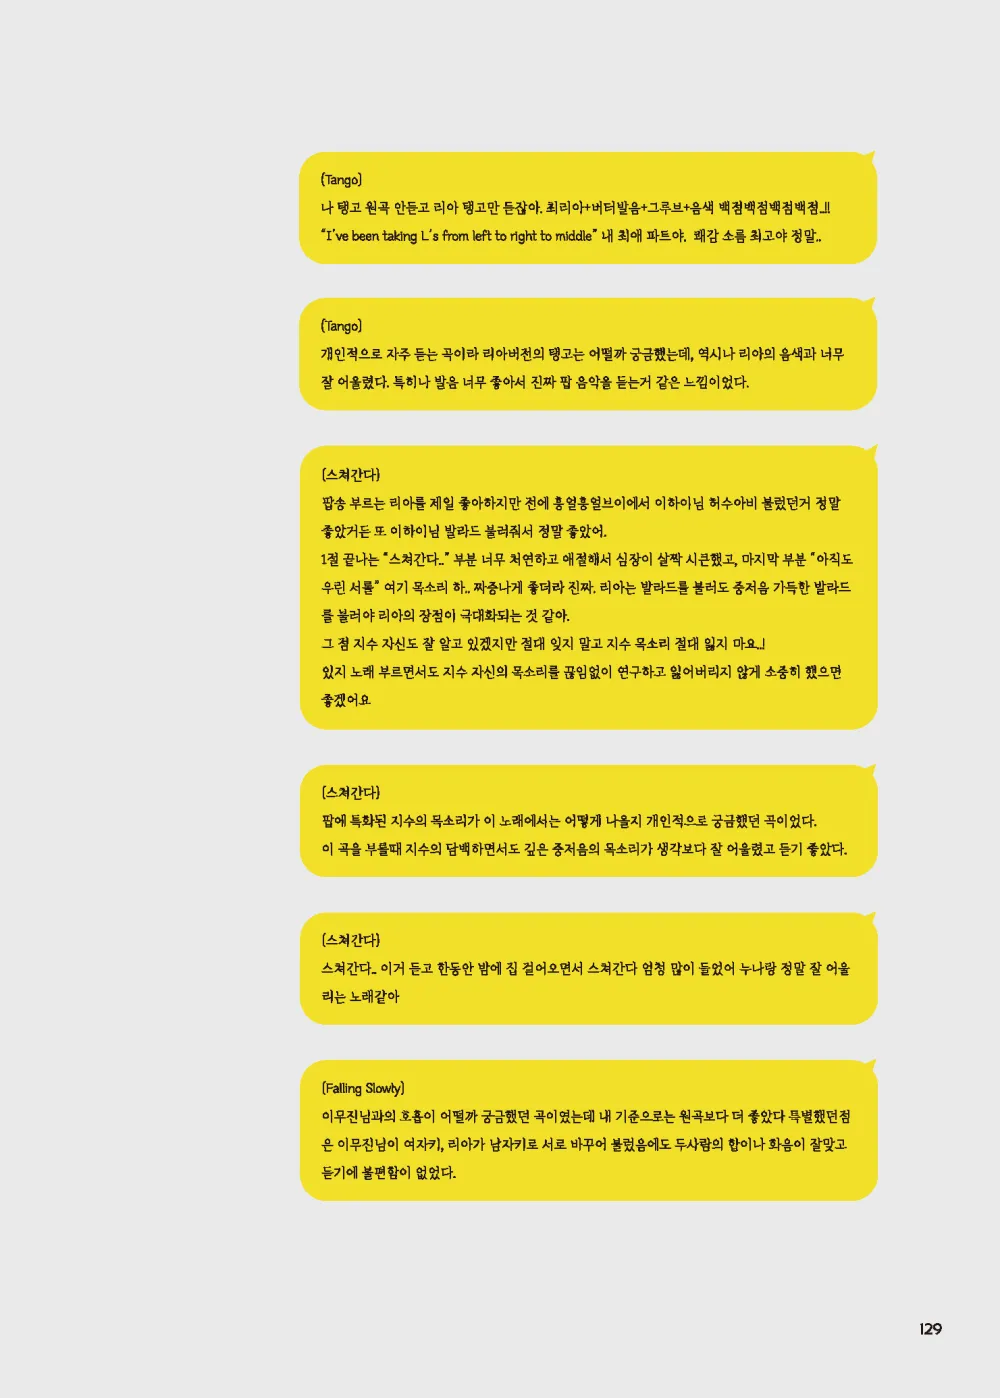 (Tango)
나 탱고 원곡 안듣고 리아 탱고만 듣잖아. 최리아+버터발음+그루브+음색 백점백점백점백점..!!
“I’ve been taking L’s from left to right to middle” 내 최애 파트야. 쾌감 소름 최고야 정말..
(Tango)
개인적으로 자주 듣는 곡이라 리아버전의 탱고는 어떨까 궁금했는데, 역시나 리아의 음색과 너무
잘 어울렸다. 특히나 발음 너무 좋아서 진짜 팝 음악을 듣는거 같은 느낌이었다.
(스쳐간다)
팝송 부르는 리아를 제일 좋아하지만 전에 흥얼흥얼브이에서 이하이님 허수아비 불렀던거 정말
좋았거든 또 이하이님 발라드 불러줘서 정말 좋았어.
1절 끝나는 “스쳐간다..” 부분 너무 처연하고 애절해서 심장이 살짝 시큰했고, 마지막 부분 “아직도
우린 서롤” 여기 목소리 하.. 짜증나게 좋더라 진짜. 리아는 발라드를 불러도 중저음 가득한 발라드
를 불러야 리아의 장점이 극대화되는 것 같아.
그 점 지수 자신도 잘 알고 있겠지만 절대 잊지 말고 지수 목소리 절대 잃지 마요..!
있지 노래 부르면서도 지수 자신의 목소리를 끊임없이 연구하고 잃어버리지 않게 소중히 했으면
좋겠어요
(스쳐간다)
팝에 특화된 지수의 목소리가 이 노래에서는 어떻게 나올지 개인적으로 궁금했던 곡이었다.
이 곡을 부를때 지수의 담백하면서도 깊은 중저음의 목소리가 생각보다 잘 어울렸고 듣기 좋았다.
(스쳐간다)
스쳐간다.. 이거 듣고 한동안 밤에 집 걸어오면서 스쳐간다 엄청 많이 들었어 누나랑 정말 잘 어울
리는 노래같아
(Falling Slowly)
이무진님과의 호흡이 어떨까 궁금했던 곡이였는데 내 기준으로는 원곡보다 더 좋았다 특별했던점
은 이무진님이 여자키, 리아가 남자키로 서로 바꾸어 불렀음에도 두사람의 합이나 화음이 잘맞고
듣기에 불편함이 없었다.
129